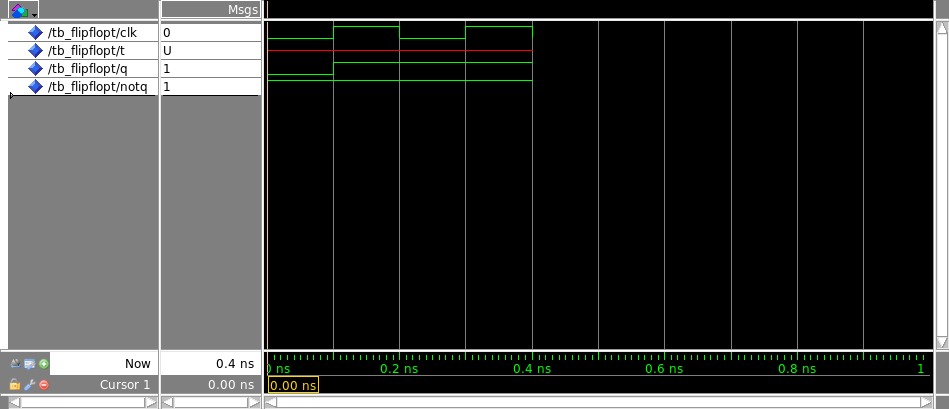 Msgs
/tb_flipflopt/clk 0
/tb_flipflopt/t U
/tb_flipflopt/q 1
/tb_flipflopt/notq 1
Now 0.4 ns 0 ns 0.2 ns 0.4 ns 0.6 ns 0.8 ns 1
Cursor 1 0.00 ns 0.00 ns